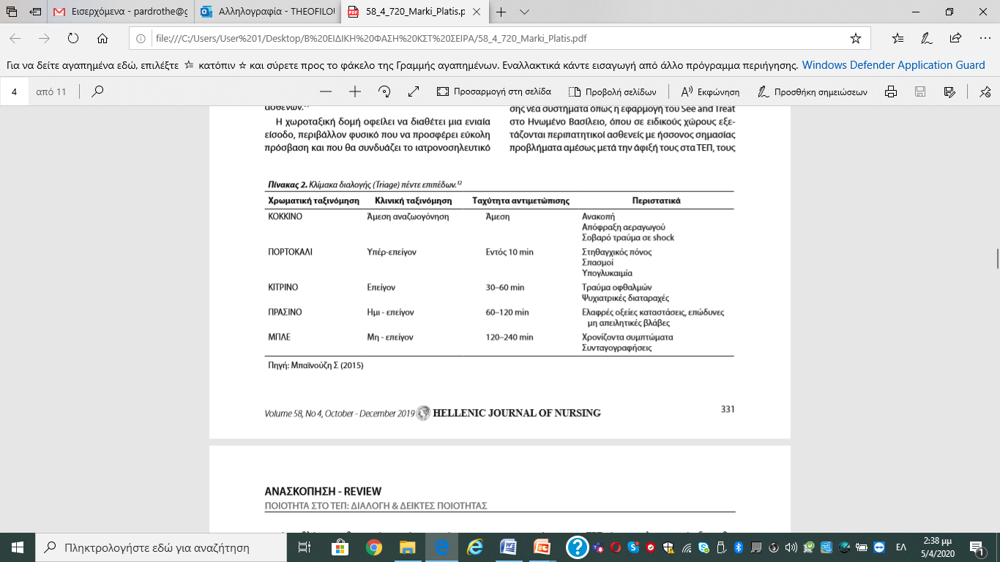 Εισερχόμενα - pardrothe@g
Αλληλογραφία - THEOFILOU
58_4_720_Marki_Platis.p
file:///C:/Users/User%201/Desktop/Β%20ΕΙΔΙΚΗ%20ΦΑΣΗ%20ΚΣΤ%20ΣΕΙΡΑ/58_4_720_Marki_Platis.pdf
Για να δείτε αγαπημένα εδώ, επιλέξτε κατόπιν ☆ και σύρετε προς το φάκελο της Γραμμής αγαπημένων. Εναλλακτικά κάντε εισαγωγή από άλλο πρόγραμμα περιήγησης. Windows Defender Application Guard
4 από 11 Προσαρμογή στη σελίδα Προβολή σελίδων Εκφώνηση Προσθήκη σημειώσεων
ασθενών.
Η χωροταξική δομή οφείλει να διαθέτει μια ενιαία
είσοδο, περιβάλλον φυσικό που να προσφέρει εύκολη
πρόσβαση και που θα συνδυάζει το ιατρονοσηλευτικό
σης νέα συστήματα όπως η εφαρμογή του See and Treat
στο Ηνωμένο Βασίλειο, όπου σε ειδικούς χώρους εξε-
τάζονται περιπατητικοί ασθενείς με ήσσονος σημασίας
προβλήματα αμέσως μετά την άφιξή τους στα ΤΕΠ, τους
Πίνακας 2. Κλίμακα διαλογής (Triage) πέντε επιπέδων.12
Χρωματική ταξινόμηση Κλινική ταξινόμηση Ταχύτητα αντιμετώπισης Περιστατικά
ΚΟΚΚΙΝΟ Άμεση αναζωογόνηση Άμεση Ανακοπή
Απόφραξη αεραγωγού
Σοβαρό τραύμα σε shock
ΠΟΡΤΟΚΑΛΙ Υπέρ-επείγον Εντός 10 min Στηθαγχικός πόνος
Σπασμοί
Υπογλυκαιμία
ΚΙΤΡΙΝΟ Επείγον 30–60 min Τραύμα οφθαλμών
Ψυχιατρικές διαταραχές
ΠΡΑΣΙΝΟ Ημι - επείγον 60–120 min Ελαφρές οξείες καταστάσεις, επώδυνες
μη απειλητικές βλάβες
ΜΠΛΕ Μη - επείγον 120–240 min Χρονίζοντα συμπτώματα
Συνταγογραφήσεις
Πηγή: Μπαϊνούζη Σ (2015)
Volume 58, No 4, October - December 2019 HELLENIC JOURNAL OF NURSING 331
ΑΝΑΣΚΟΠΗΣΗ - REVIEW
ΠΟΙΟΤΗΤΑ ΣΤΟ ΤΕΠ: ΔΙΑΛΟΓΗ & ΔΕΙΚΤΕΣ ΠΟΙΟΤΗΤΑΣ
Πληκτρολογήστε εδώ για αναζήτηση
ΕΛ
2:38 μμ
5/4/2020